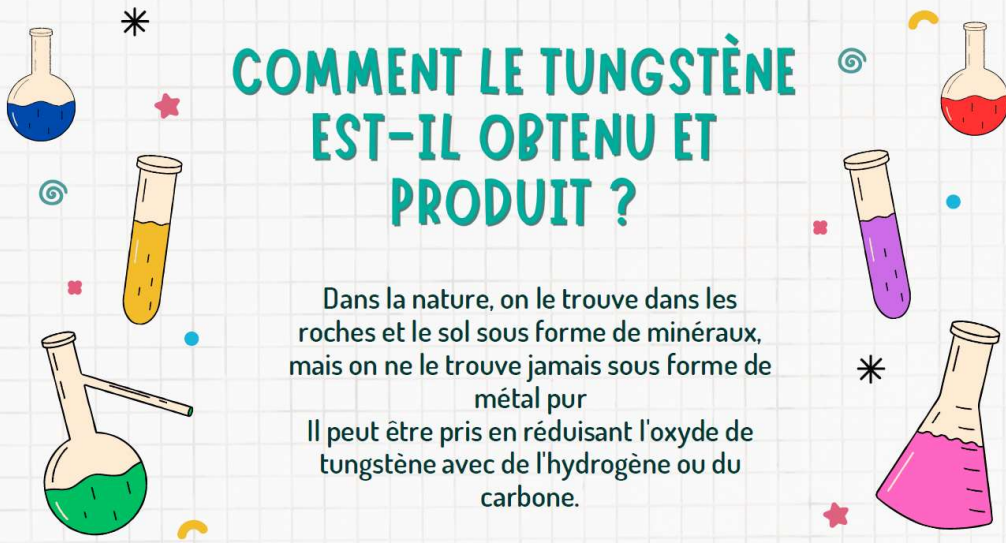 COMMENT LE TUNGSTÈNE
EST-IL OBTENU ET
PRODUIT ?
Dans la nature, on le trouve dans les
roches et le sol sous forme de minéraux,
mais on ne le trouve jamais sous forme de
métal pur
Il peut être pris en réduisant l'oxyde de
tungstène avec de l'hydrogène ou du
carbone.